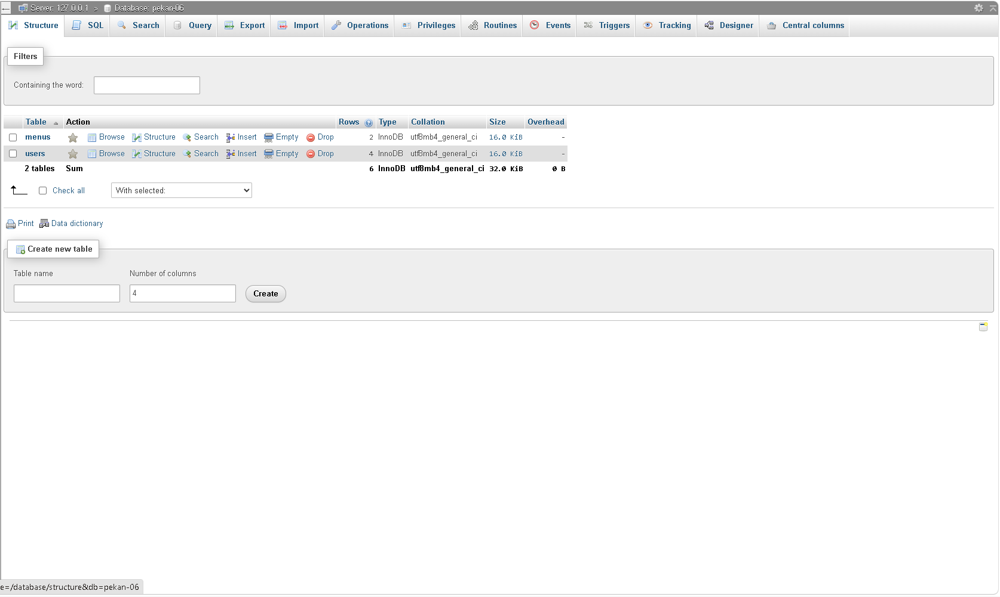 Server: 127.0.0.1 » Database: pekan-06
Structure SQL Search Query Export Import Operations Privileges Routines Events Triggers Tracking Designer Central columns
Filters
Containing the word:
Table Action Rows Type Collation Size Overhead
menus Browse Structure Search Insert Empty Drop 2 InnoDB utf8mb4_general_ci 16.0 KiB -
users Browse Structure Search Insert Empty Drop 4 InnoDB utf8mb4_general_ci 16.0 KiB -
2 tables Sum 6 InnoDB utf8mb4_general_ci 32.0 KiB 0 B
Check all With selected:
Print Data dictionary
Create new table
Table name Number of columns
4 Create
e=/database/structure&db=pekan-06